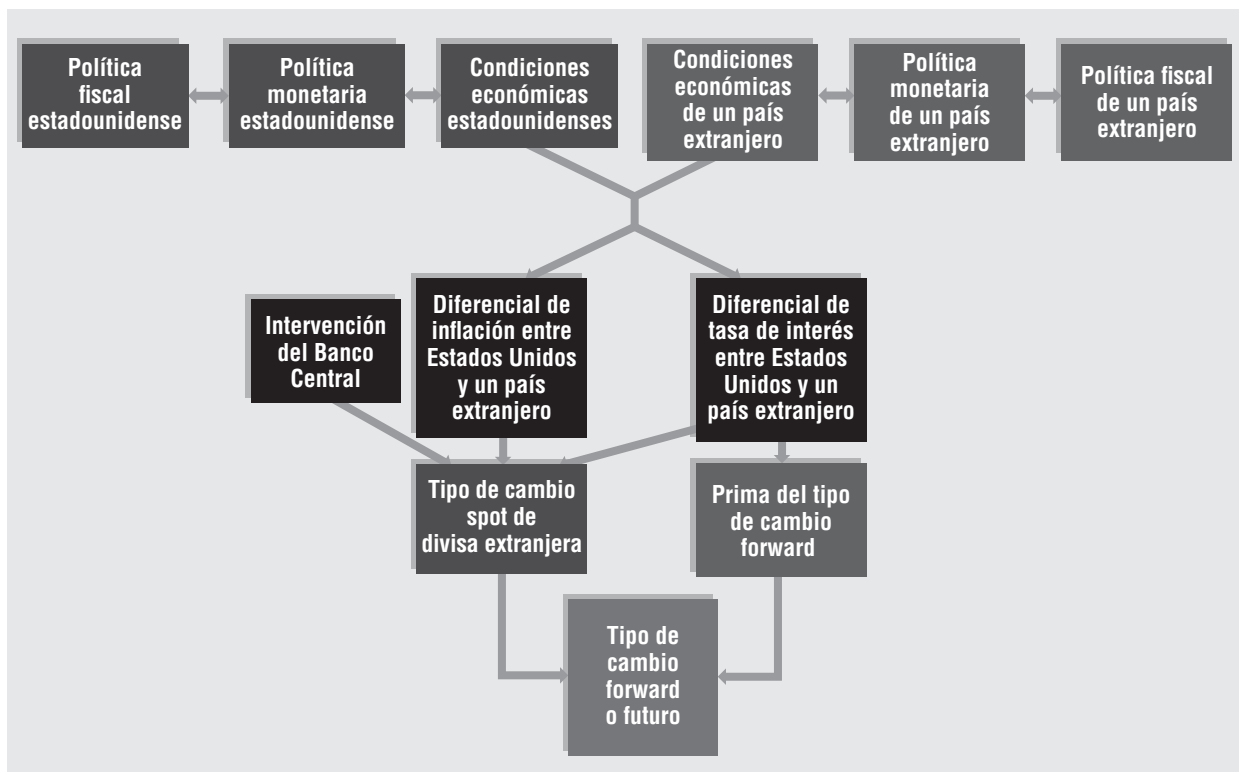 Política
fiscal
estadounidense
Política
monetaria
estadounidense
Condiciones
económicas
estadounidenses
Condiciones
económicas
de un país
extranjero
Política
monetaria
de un país
extranjero
Política fiscal
de un país
extranjero
Intervención
del Banco
Central
Diferencial de
inflación entre
Estados Unidos
y un país
extranjero
Diferencial de
tasa de interés
entre Estados
Unidos y un
país extranjero
Tipo de cambio
spot de
divisa extranjera
Prima del tipo
de cambio
forward
Tipo de
cambio
forward
o futuro